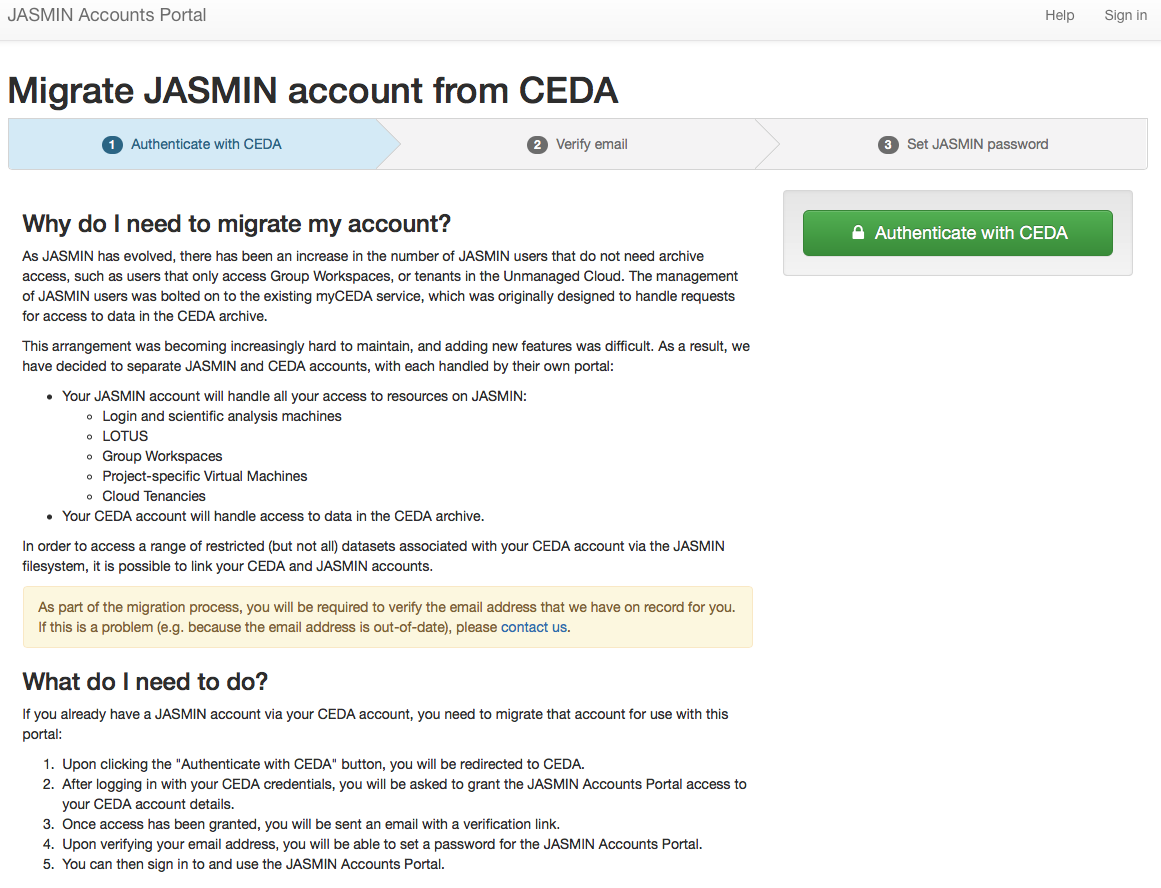 JASMIN Accounts Portal
Help
Sign in
Migrate JASMIN account from CEDA
1 Authenticate with CEDA
2 Verify email
3 Set JASMIN password
Why do I need to migrate my account?
As JASMIN has evolved, there has been an increase in the number of JASMIN users that do not need archive
access, such as users that only access Group Workspaces, or tenants in the Unmanaged Cloud. The management
of JASMIN users was bolted on to the existing myCEDA service, which was originally designed to handle requests
for access to data in the CEDA archive.
This arrangement was becoming increasingly hard to maintain, and adding new features was difficult. As a result, we
have decided to separate JASMIN and CEDA accounts, with each handled by their own portal:
• Your JASMIN account will handle all your access to resources on JASMIN:
◦ Login and scientific analysis machines
◦ LOTUS
◦ Group Workspaces
◦ Project-specific Virtual Machines
◦ Cloud Tenancies
• Your CEDA account will handle access to data in the CEDA archive.
In order to access a range of restricted (but not all) datasets associated with your CEDA account via the JASMIN
filesystem, it is possible to link your CEDA and JASMIN accounts.
As part of the migration process, you will be required to verify the email address that we have on record for you.
If this is a problem (e.g. because the email address is out-of-date), please contact us.
What do I need to do?
If you already have a JASMIN account via your CEDA account, you need to migrate that account for use with this
portal:
1. Upon clicking the "Authenticate with CEDA" button, you will be redirected to CEDA.
2. After logging in with your CEDA credentials, you will be asked to grant the JASMIN Accounts Portal access to
your CEDA account details.
3. Once access has been granted, you will be sent an email with a verification link.
4. Upon verifying your email address, you will be able to set a password for the JASMIN Accounts Portal.
5. You can then sign in to and use the JASMIN Accounts Portal.
Authenticate with CEDA